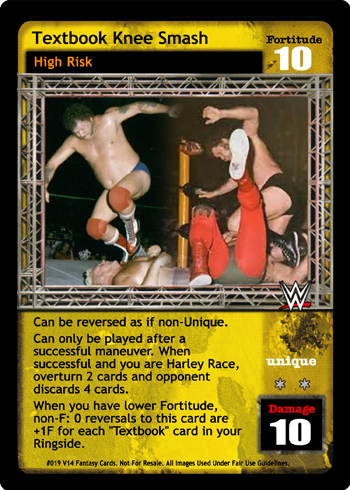 Textbook Knee Smash
Fortitude
10
High Risk
W
Can be reversed as if non-Unique.
Can only be played after a
successful maneuver. When
successful and you are Harley Race,
overturn 2 cards and opponent
discards 4 cards.
When you have lower Fortitude,
non-F: 0 reversals to this card are
+1F for each "Textbook" card in your
Ringside.
unique
Damage
10
#019 V14 Fantasy Cards. Not For Resale. All Images Used Under Fair Use Guidelines.